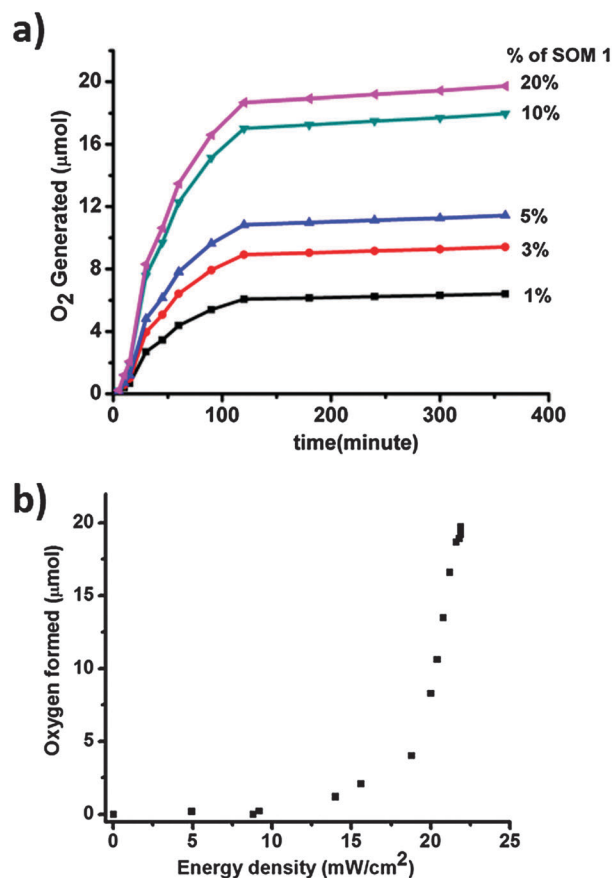 a)
% of SOM 1
20%
10%
5%
3%
1%
O2 Generated (μmol)
20
16
12
8
4
0
0 100 200 300 400
time(minute)
b)
Oxygen formed (μmol)
20
15
10
5
0
0 5 10 15 20 25
Energy density (mW/cm²)